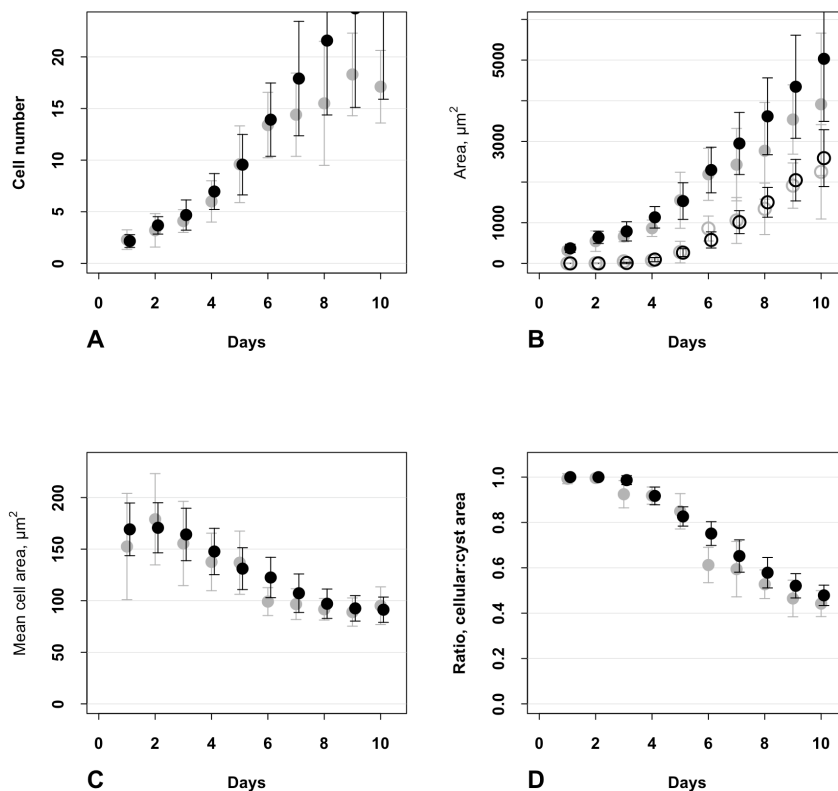 Cell number
20
15
10
5
0
0 2 4 6 8 10
A Days
Area, µm2
5000
3000
1000
0
0 2 4 6 8 10
B Days
Mean cell area, µm2
200
150
100
50
0
0 2 4 6 8 10
C Days
Ratio, cellular:cyst area
1.0
0.8
0.6
0.4
0.2
0.0
0 2 4 6 8 10
D Days